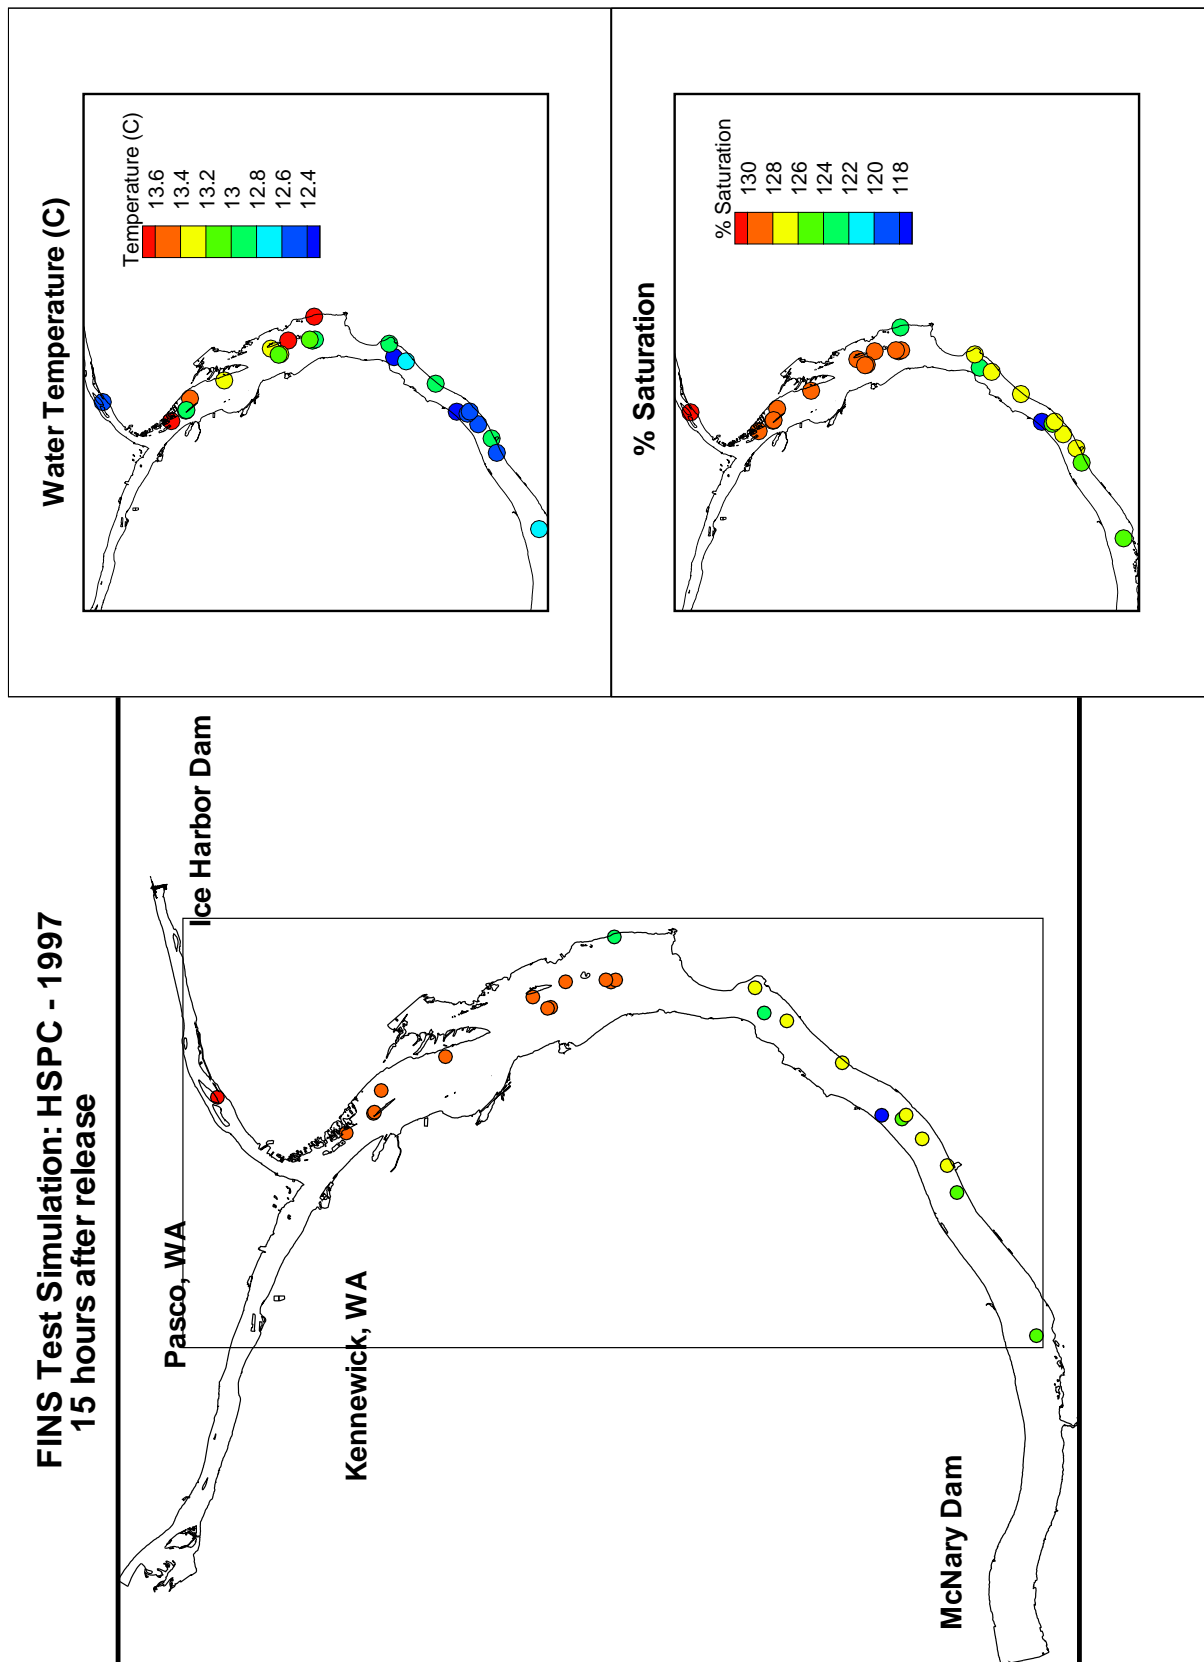 FINS Test Simulation: HSPC - 1997
15 hours after release
Ice Harbor Dam
Pasco, WA
Kennewick, WA
McNary Dam
Water Temperature (C)
Temperature (C)
13.6
13.4
13.2
13
12.8
12.6
12.4
% Saturation
% Saturation
130
128
126
124
122
120
118